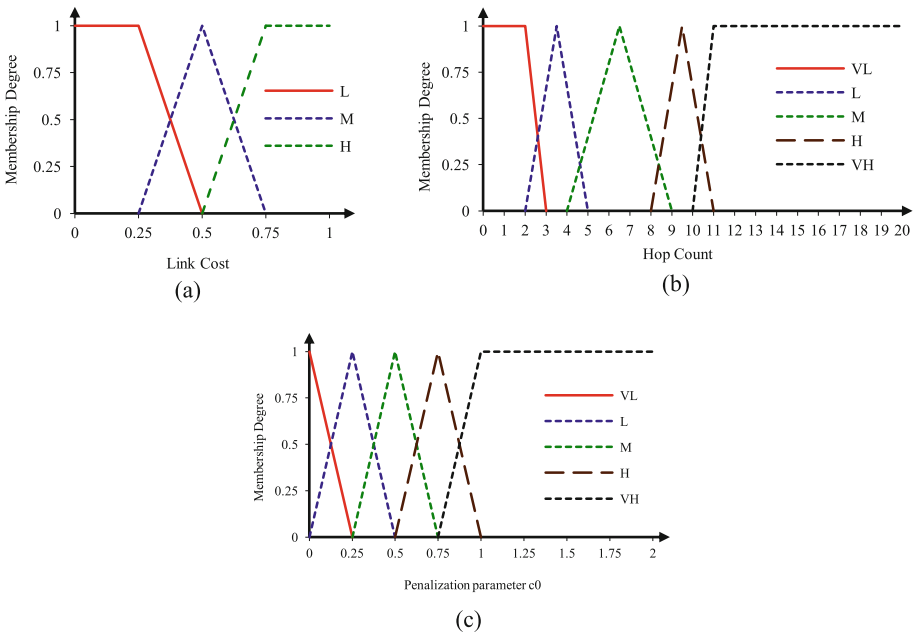 Membership Degree
1
0.75
0.5
0.25
0
0 0.25 0.5 0.75 1
L
M
H
Link Cost
(a)
Membership Degree
1
0.75
0.5
0.25
0
0 1 2 3 4 5 6 7 8 9 10 11 12 13 14 15 16 17 18 19 20
VL
L
M
H
VH
Hop Count
(b)
Membership Degree
1
0.75
0.5
0.25
0
0 0.25 0.5 0.75 1 1.25 1.5 1.75 2
VL
L
M
H
VH
Penalization parameter c0
(c)